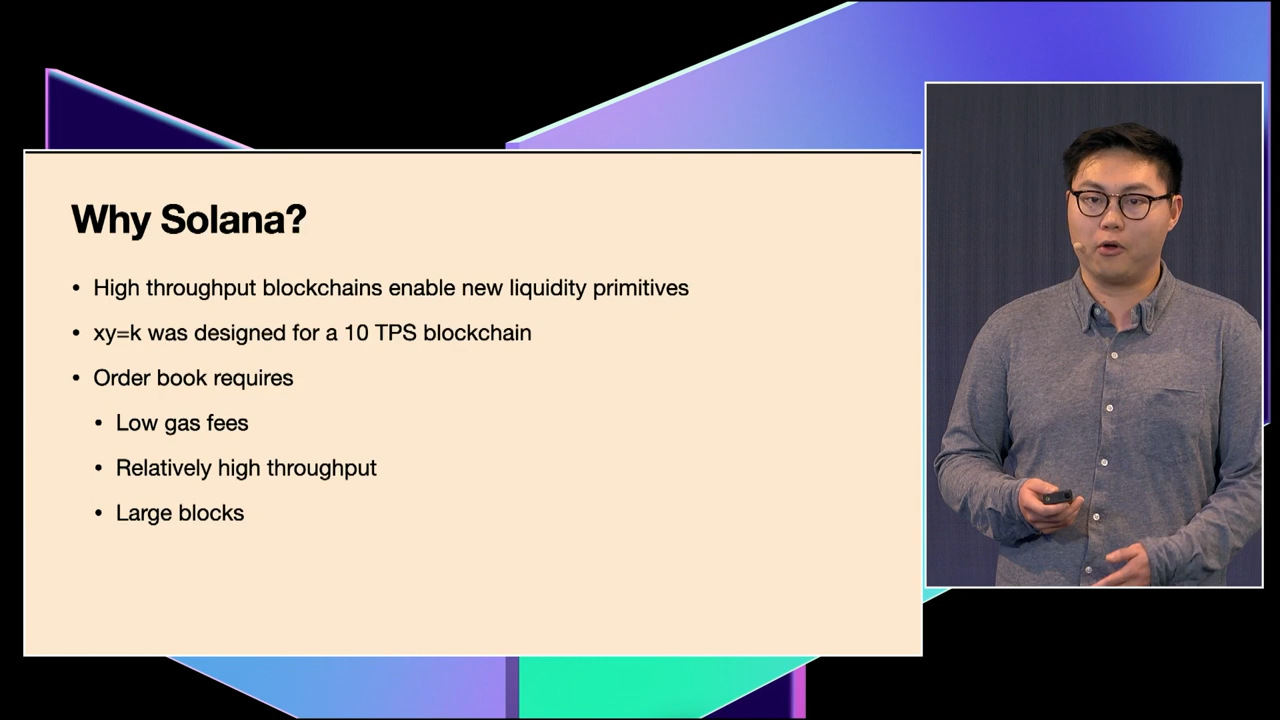 Why Solana?
• High throughput blockchains enable new liquidity primitives
• xy=k was designed for a 10 TPS blockchain
• Order book requires
• Low gas fees
• Relatively high throughput
• Large blocks